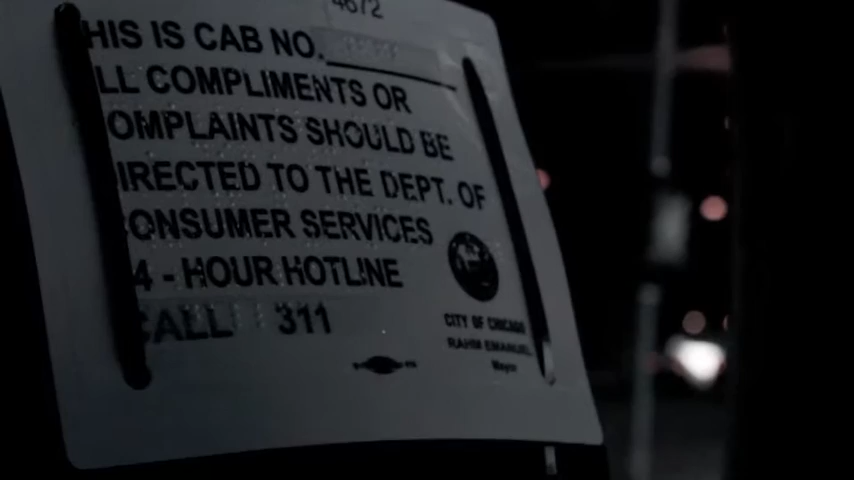 4672
HIS IS CAB NO.
LL COMPLIMENTS OR
OMPLAINTS SHOULD BE
IRECTED TO THE DEPT. OF
ONSUMER SERVICES
4 - HOUR HOTLINE
CALL 311
CITY OF CHICAGO
RAHM EMANUEL
Mayor